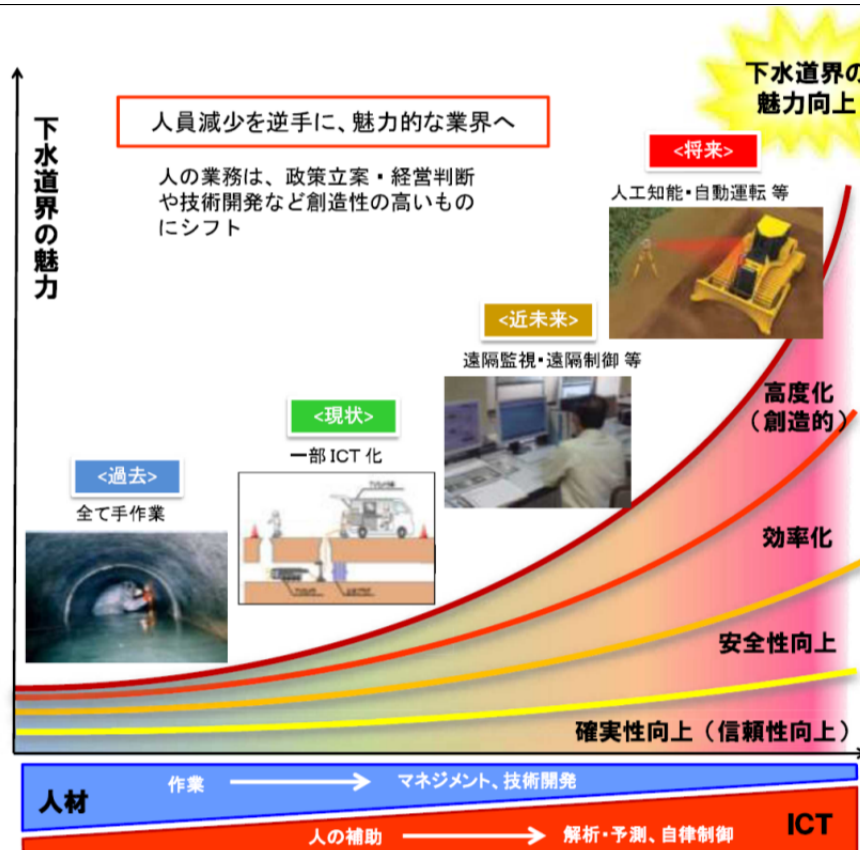 下水道界の
魅力向上
人員減少を逆手に、魅力的な業界へ
下水道界の魅力
人の業務は、政策立案・経営判断
や技術開発など創造性の高いもの
にシフト
<将来>
人工知能・自動運転 等
<近未来>
遠隔監視・遠隔制御 等
<現状>
一部 ICT 化
<過去>
全て手作業
高度化
（創造的）
効率化
安全性向上
確実性向上（信頼性向上）
人材
作業
マネジメント、技術開発
人の補助
解析・予測、自律制御
ICT